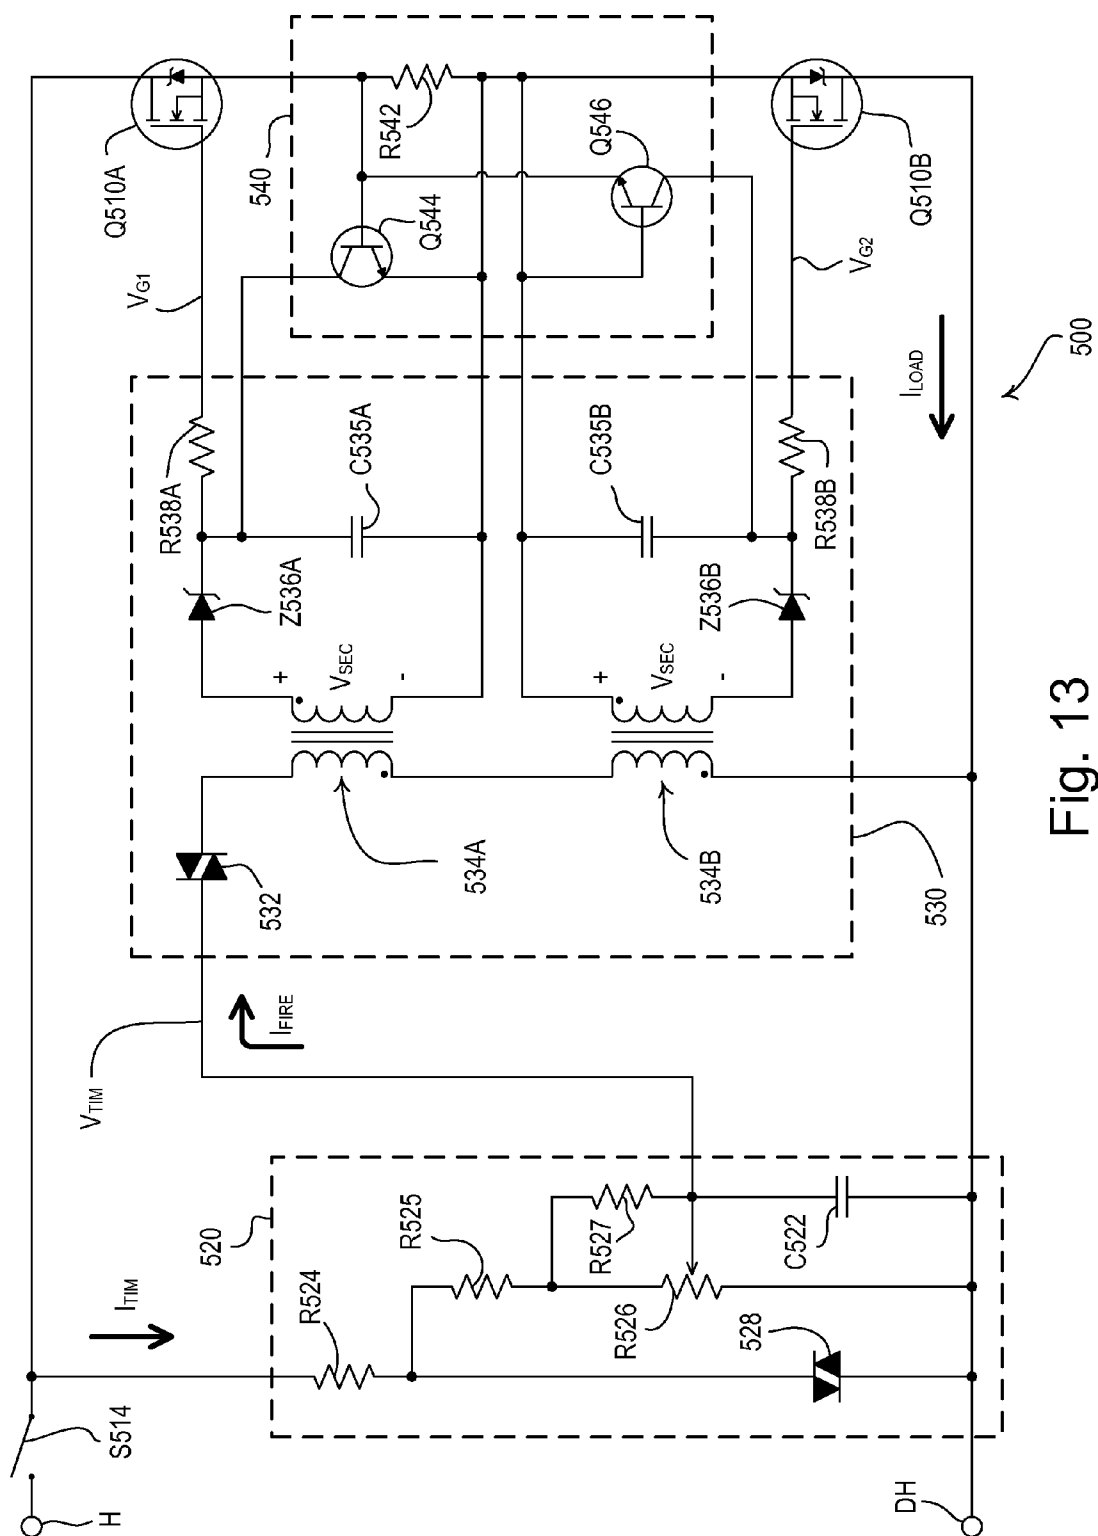 H
S514
DH
520
I_TIM
R524
R525
R527
R526
528
C522
V_TIM
I_FIRE
532
534A
534B
530
+
V_SEC
-
+
V_SEC
-
Z536A
Z536B
R538A
C535A
C535B
R538B
V_G1
V_G2
540
Q544
Q546
R542
Q510A
Q510B
I_LOAD
500
Fig. 13